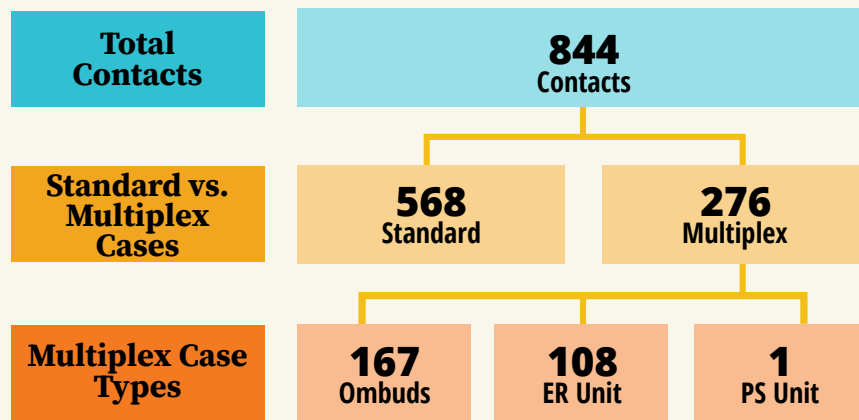 Total
Contacts
844
Contacts
Standard vs.
Multiplex
Cases
568
Standard
276
Multiplex
Multiplex Case
Types
167
Ombuds
108
ER Unit
1
PS Unit